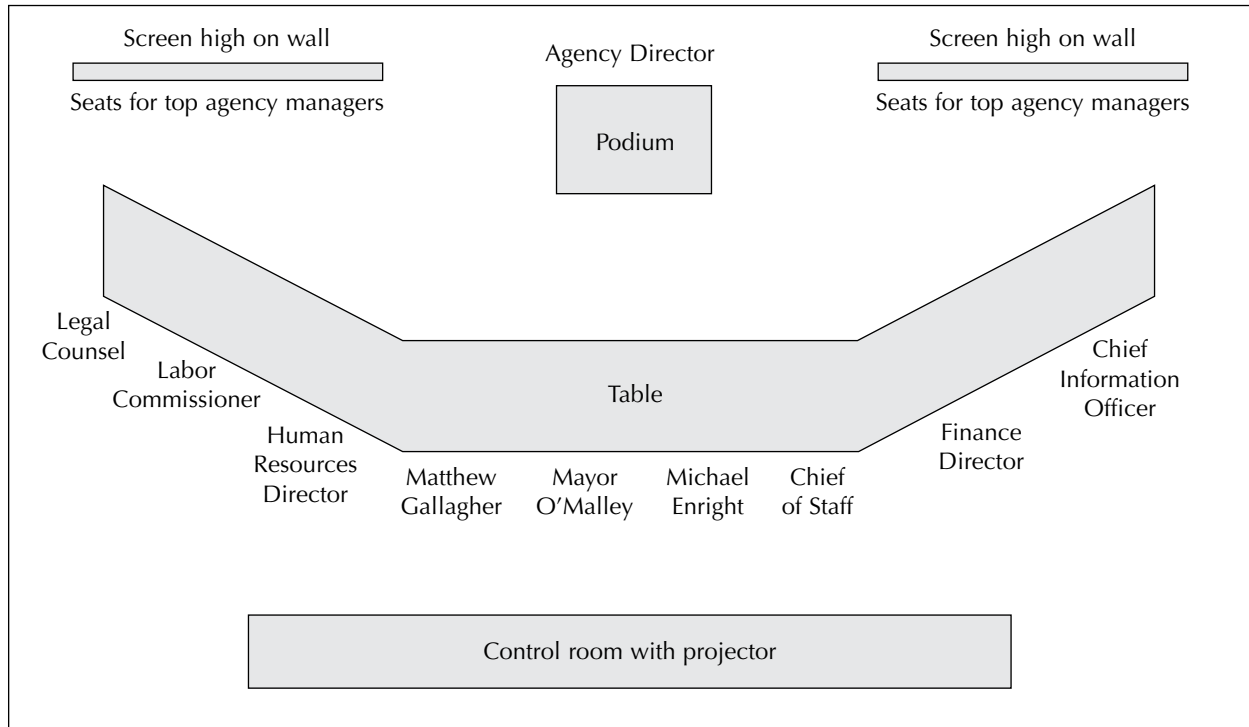 Screen high on wall
Seats for top agency managers
Agency Director
Podium
Screen high on wall
Seats for top agency managers
Legal
Counsel
Labor
Commissioner
Human
Resources
Director
Table
Matthew
Gallagher
Mayor
O’Malley
Michael
Enright
Chief
of Staff
Finance
Director
Chief
Information
Officer
Control room with projector